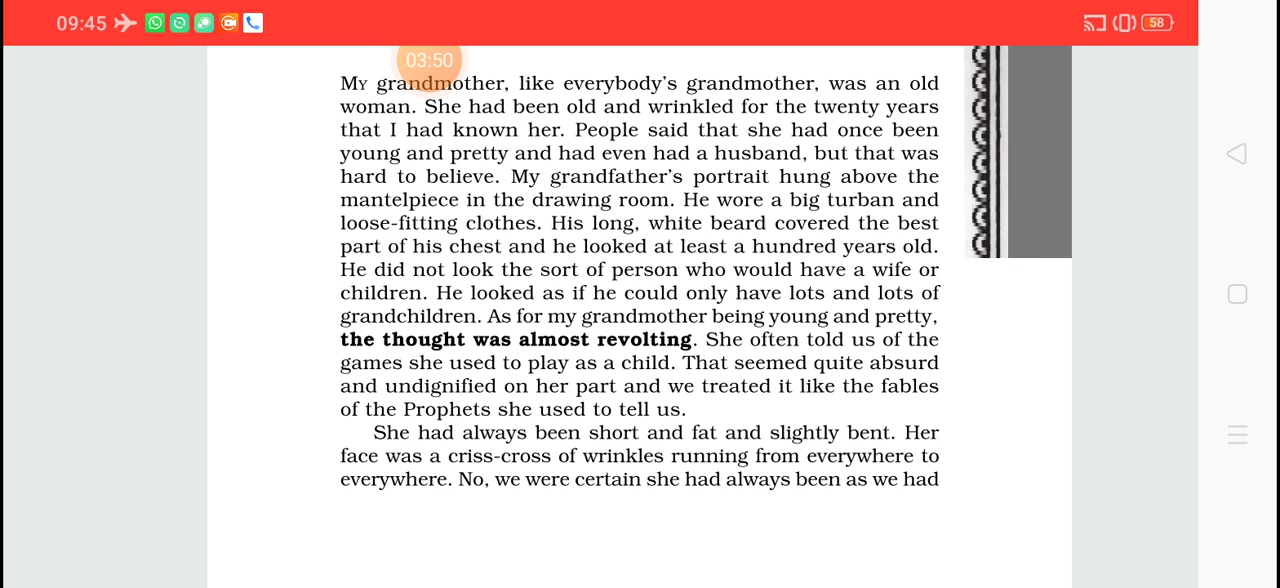 09:45
58
03:50
My grandmother, like everybody's grandmother, was an old
woman. She had been old and wrinkled for the twenty years
that I had known her. People said that she had once been
young and pretty and had even had a husband, but that was
hard to believe. My grandfather's portrait hung above the
mantelpiece in the drawing room. He wore a big turban and
loose-fitting clothes. His long, white beard covered the best
part of his chest and he looked at least a hundred years old.
He did not look the sort of person who would have a wife or
children. He looked as if he could only have lots and lots of
grandchildren. As for my grandmother being young and pretty,
the thought was almost revolting. She often told us of the
games she used to play as a child. That seemed quite absurd
and undignified on her part and we treated it like the fables
of the Prophets she used to tell us.
She had always been short and fat and slightly bent. Her
face was a criss-cross of wrinkles running from everywhere to
everywhere. No, we were certain she had always been as we had